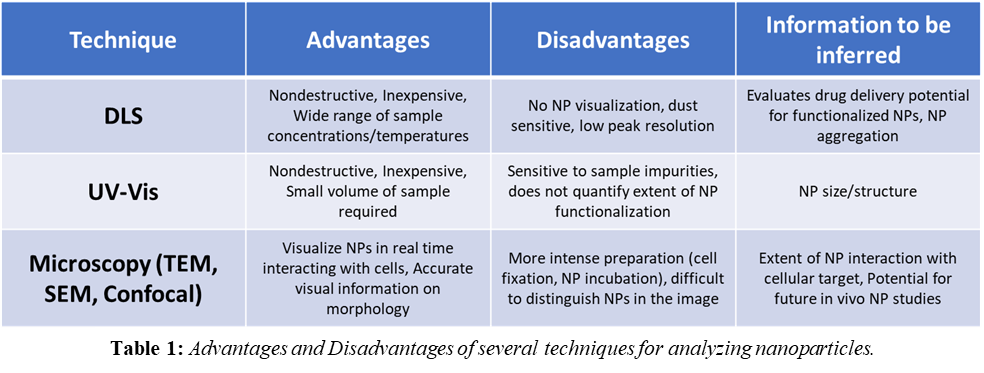 Technique
Advantages
Disadvantages
Information to be
inferred
DLS
Nondestructive, Inexpensive,
Wide range of sample
concentrations/temperatures
No NP visualization, dust
sensitive, low peak resolution
Evaluates drug delivery potential
for functionalized NPs, NP
aggregation
UV-Vis
Nondestructive, Inexpensive,
Small volume of sample
required
Sensitive to sample impurities,
does not quantify extent of NP
functionalization
NP size/structure
Microscopy (TEM,
SEM, Confocal)
Visualize NPs in real time
interacting with cells, Accurate
visual information on
morphology
More intense preparation (cell
fixation, NP incubation), difficult
to distinguish NPs in the image
Extent of NP interaction with
cellular target, Potential for
future in vivo NP studies
Table 1: Advantages and Disadvantages of several techniques for analyzing nanoparticles.